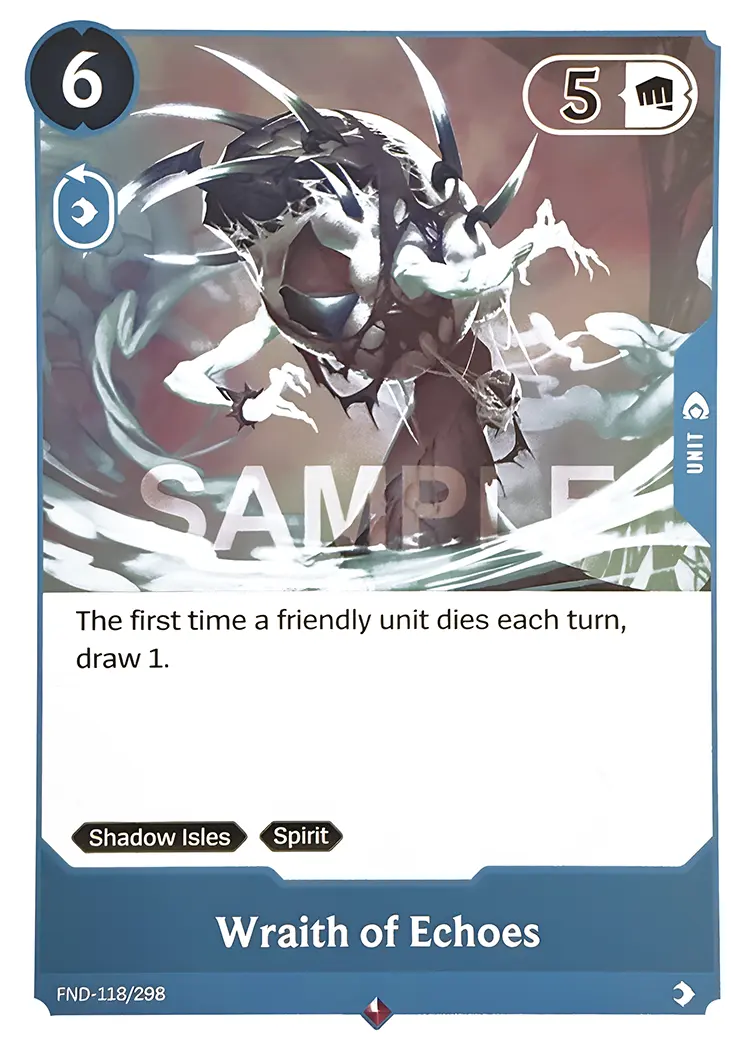 6
5
UNIT
SAMPLE
The first time a friendly unit dies each turn,
draw 1.
Shadow Isles
Spirit
Wraith of Echoes
FND-118/298